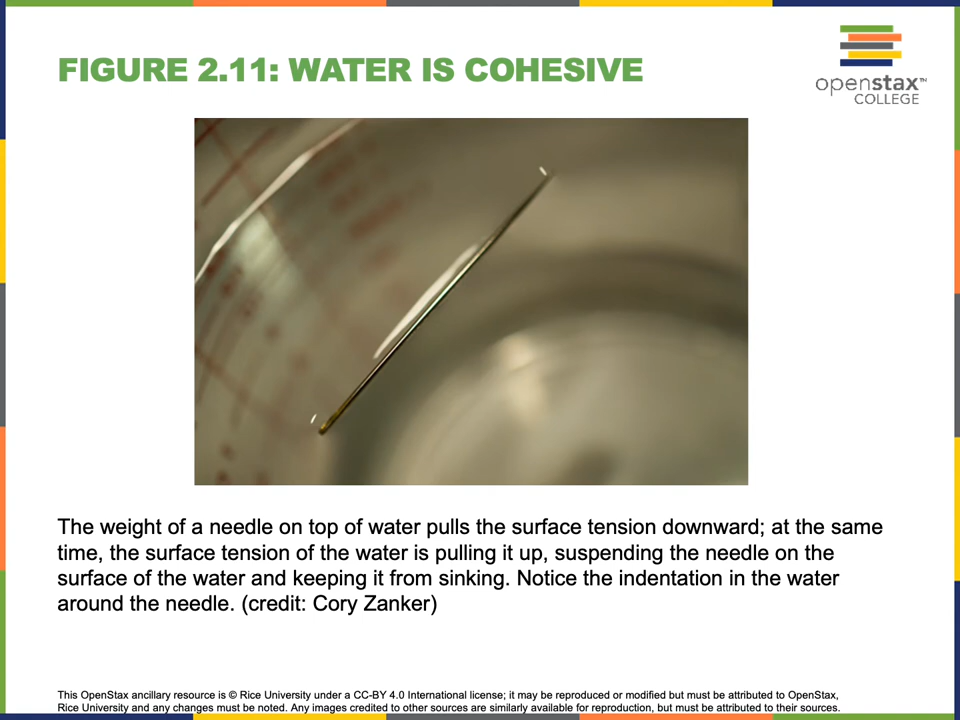 FIGURE 2.11: WATER IS COHESIVE
openstax™
COLLEGE
The weight of a needle on top of water pulls the surface tension downward; at the same
time, the surface tension of the water is pulling it up, suspending the needle on the
surface of the water and keeping it from sinking. Notice the indentation in the water
around the needle. (credit: Cory Zanker)
This OpenStax ancillary resource is © Rice University under a CC-BY 4.0 International license; it may be reproduced or modified but must be attributed to OpenStax,
Rice University and any changes must be noted. Any images credited to other sources are similarly available for reproduction, but must be attributed to their sources.